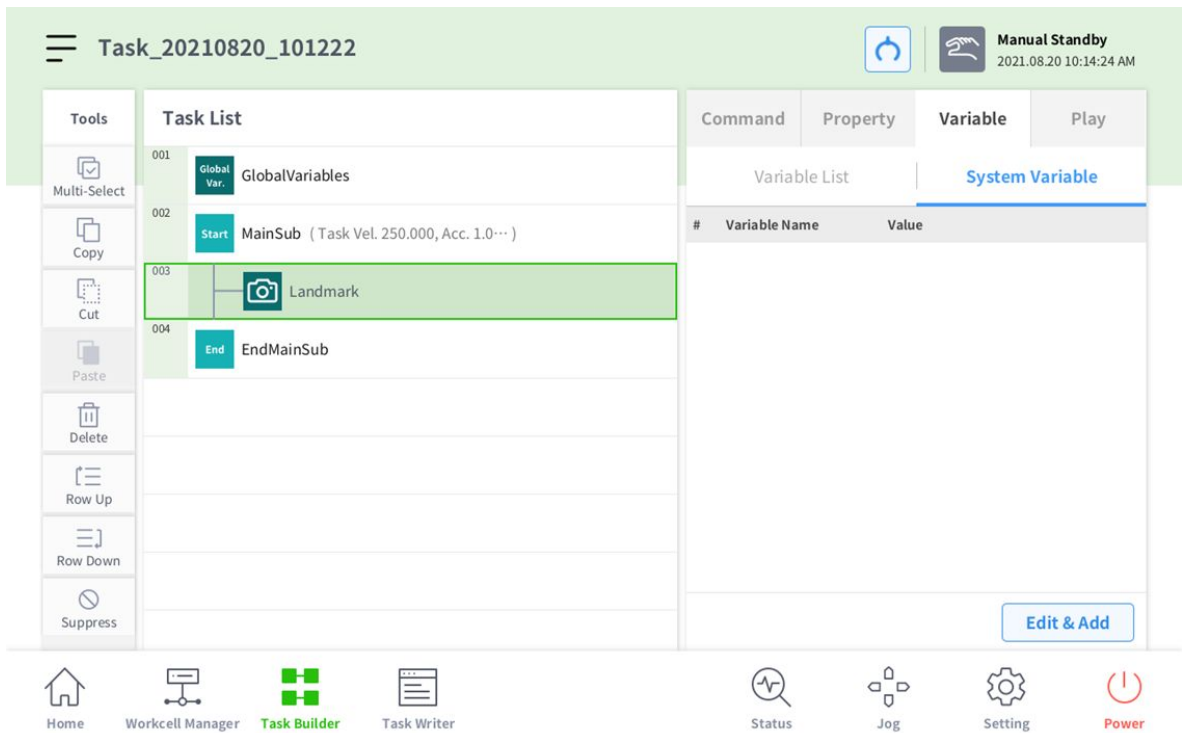 Task_20210820_101222
Manual Standby
2021.08.20 10:14:24 AM
Tools
Multi-Select
Copy
Cut
Paste
Delete
Row Up
Row Down
Suppress
Task List
001
Global Var.
GlobalVariables
002
Start
MainSub ( Task Vel. 250.000, Acc. 1.0··· )
003
Landmark
004
End
EndMainSub
Command Property Variable Play
Variable List System Variable
# Variable Name Value
Edit & Add
Home Workcell Manager Task Builder Task Writer Status Jog Setting Power